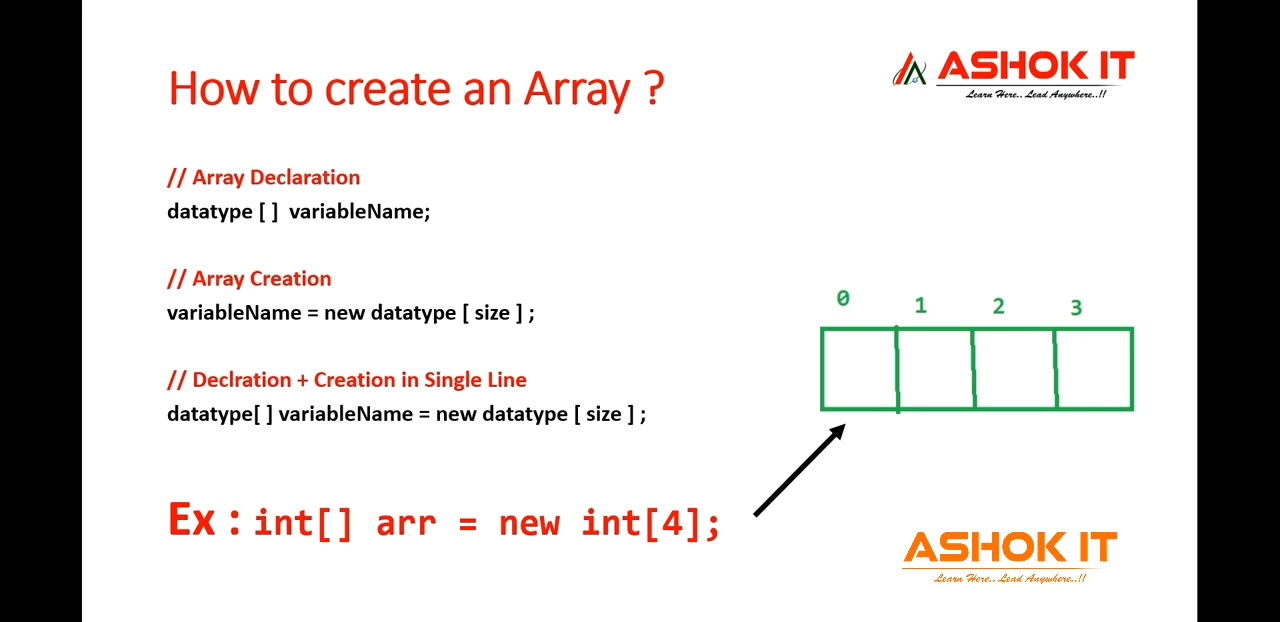 How to create an Array ?
ASHOK IT
Learn Here.. Lead Anywhere..!!
// Array Declaration
datatype [ ] variableName;
// Array Creation
variableName = new datatype [ size ] ;
// Declration + Creation in Single Line
datatype[ ] variableName = new datatype [ size ] ;
0 1 2 3
Ex : int[] arr = new int[4];
ASHOK IT
Learn Here.. Lead Anywhere..!!